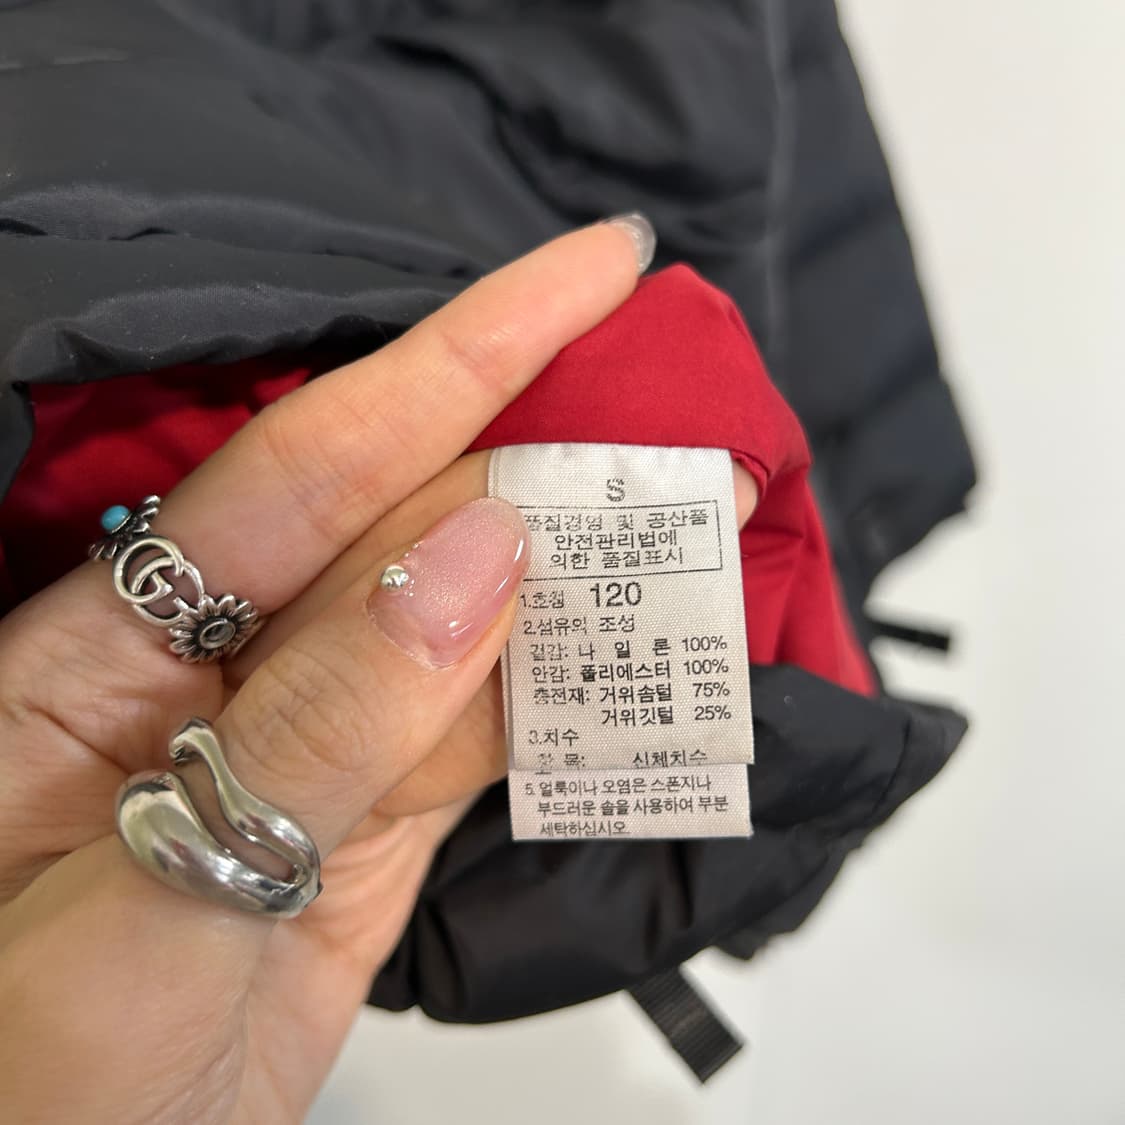 S
품질경영 및 공산품
안전관리법에
의한 품질표시
1.호칭 120
2.섬유의 조성
겉감: 나 일 론 100%
안감: 폴리에스터 100%
충전재: 거위솜털 75%
거위깃털 25%
3.치수
항 목: 신체치수
5. 얼룩이나 오염은 스폰지나
부드러운 솔을 사용하여 부분
세탁하십시오